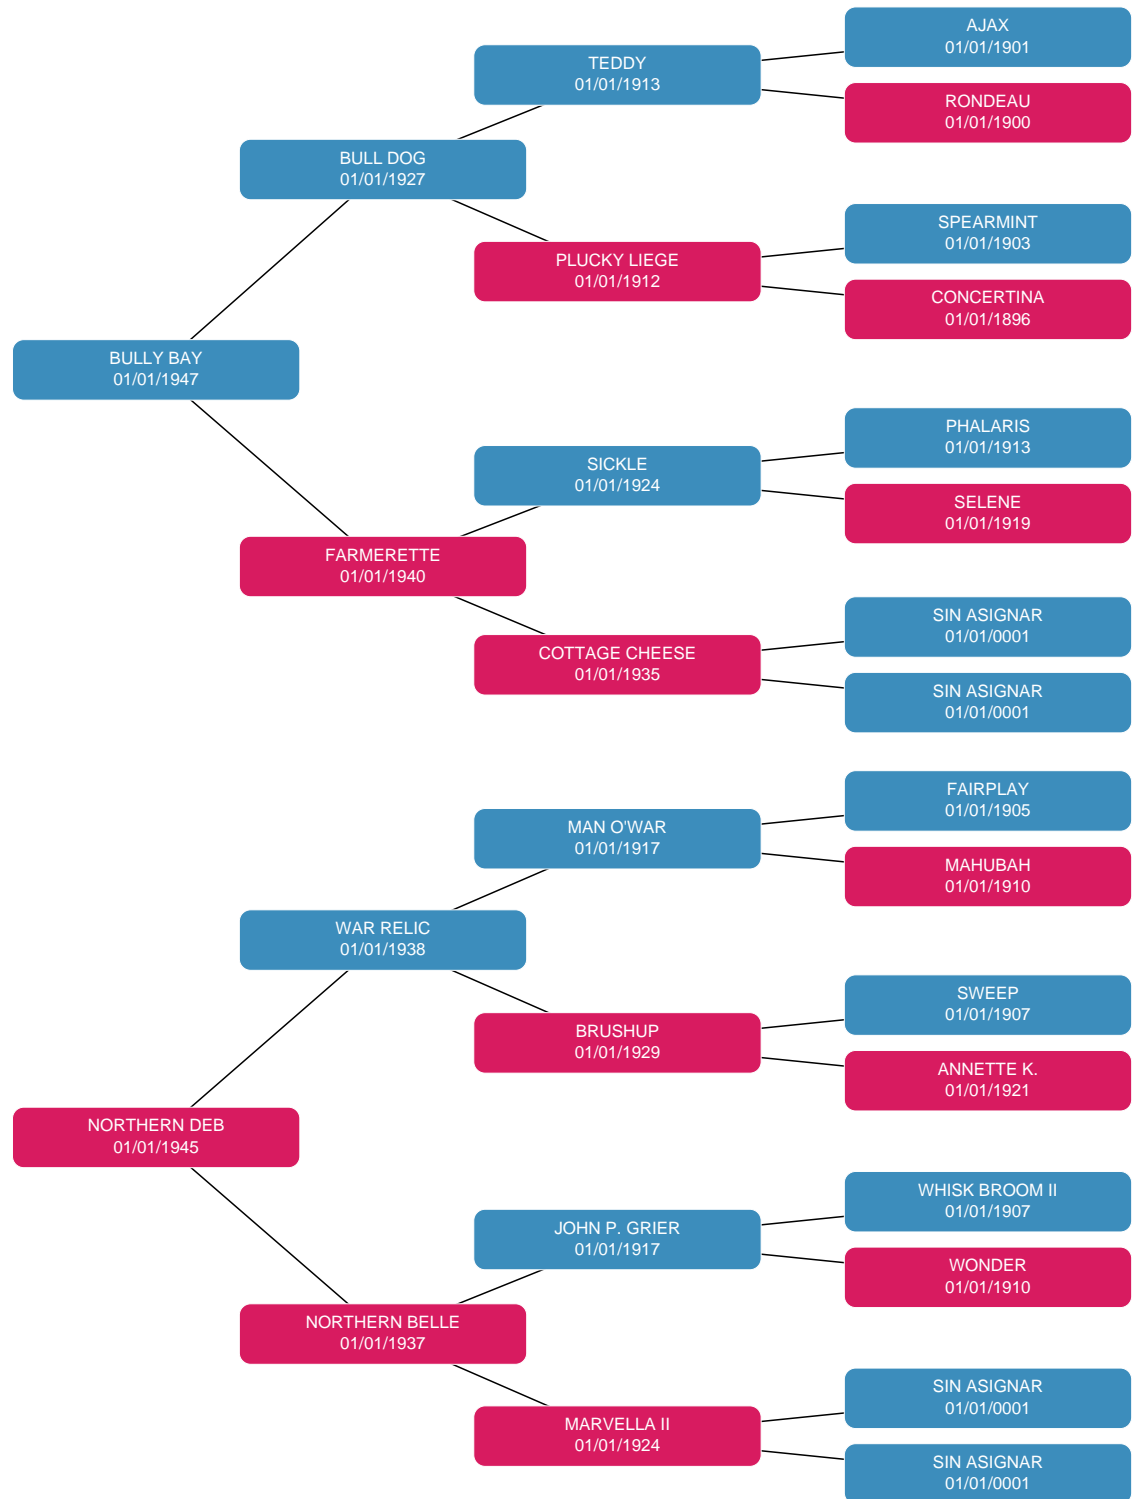 AJAX
01/01/1901
TEDDY
01/01/1913
RONDEAU
01/01/1900
BULL DOG
01/01/1927
SPEARMINT
01/01/1903
PLUCKY LIEGE
01/01/1912
CONCERTINA
01/01/1896
BULLY BAY
01/01/1947
PHALARIS
01/01/1913
SICKLE
01/01/1924
SELENE
01/01/1919
FARMERETTE
01/01/1940
SIN ASIGNAR
01/01/0001
COTTAGE CHEESE
01/01/1935
SIN ASIGNAR
01/01/0001
FAIRPLAY
01/01/1905
MAN O'WAR
01/01/1917
MAHUBAH
01/01/1910
WAR RELIC
01/01/1938
SWEEP
01/01/1907
BRUSHUP
01/01/1929
ANNETTE K.
01/01/1921
NORTHERN DEB
01/01/1945
WHISK BROOM II
01/01/1907
JOHN P. GRIER
01/01/1917
WONDER
01/01/1910
NORTHERN BELLE
01/01/1937
SIN ASIGNAR
01/01/0001
MARVELLA II
01/01/1924
SIN ASIGNAR
01/01/0001